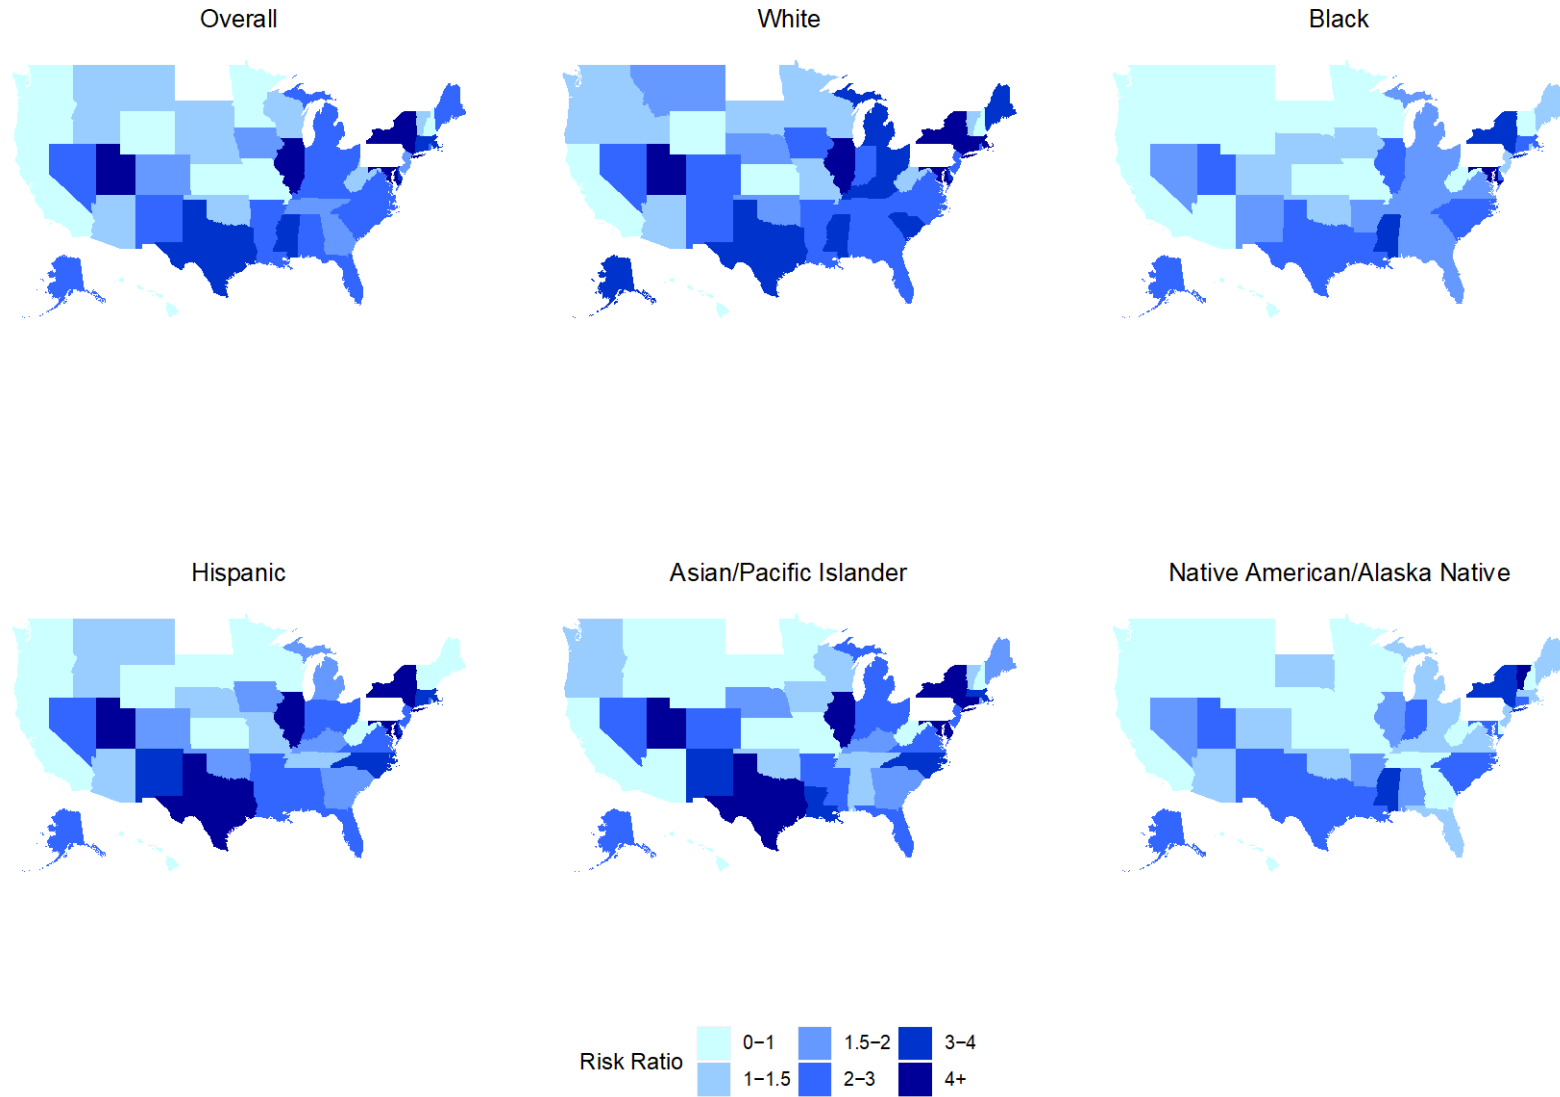 Overall
White
Black
Hispanic
Asian/Pacific Islander
Native American/Alaska Native
Risk Ratio
0−1
1−1.5
1.5−2
2−3
3−4
4+